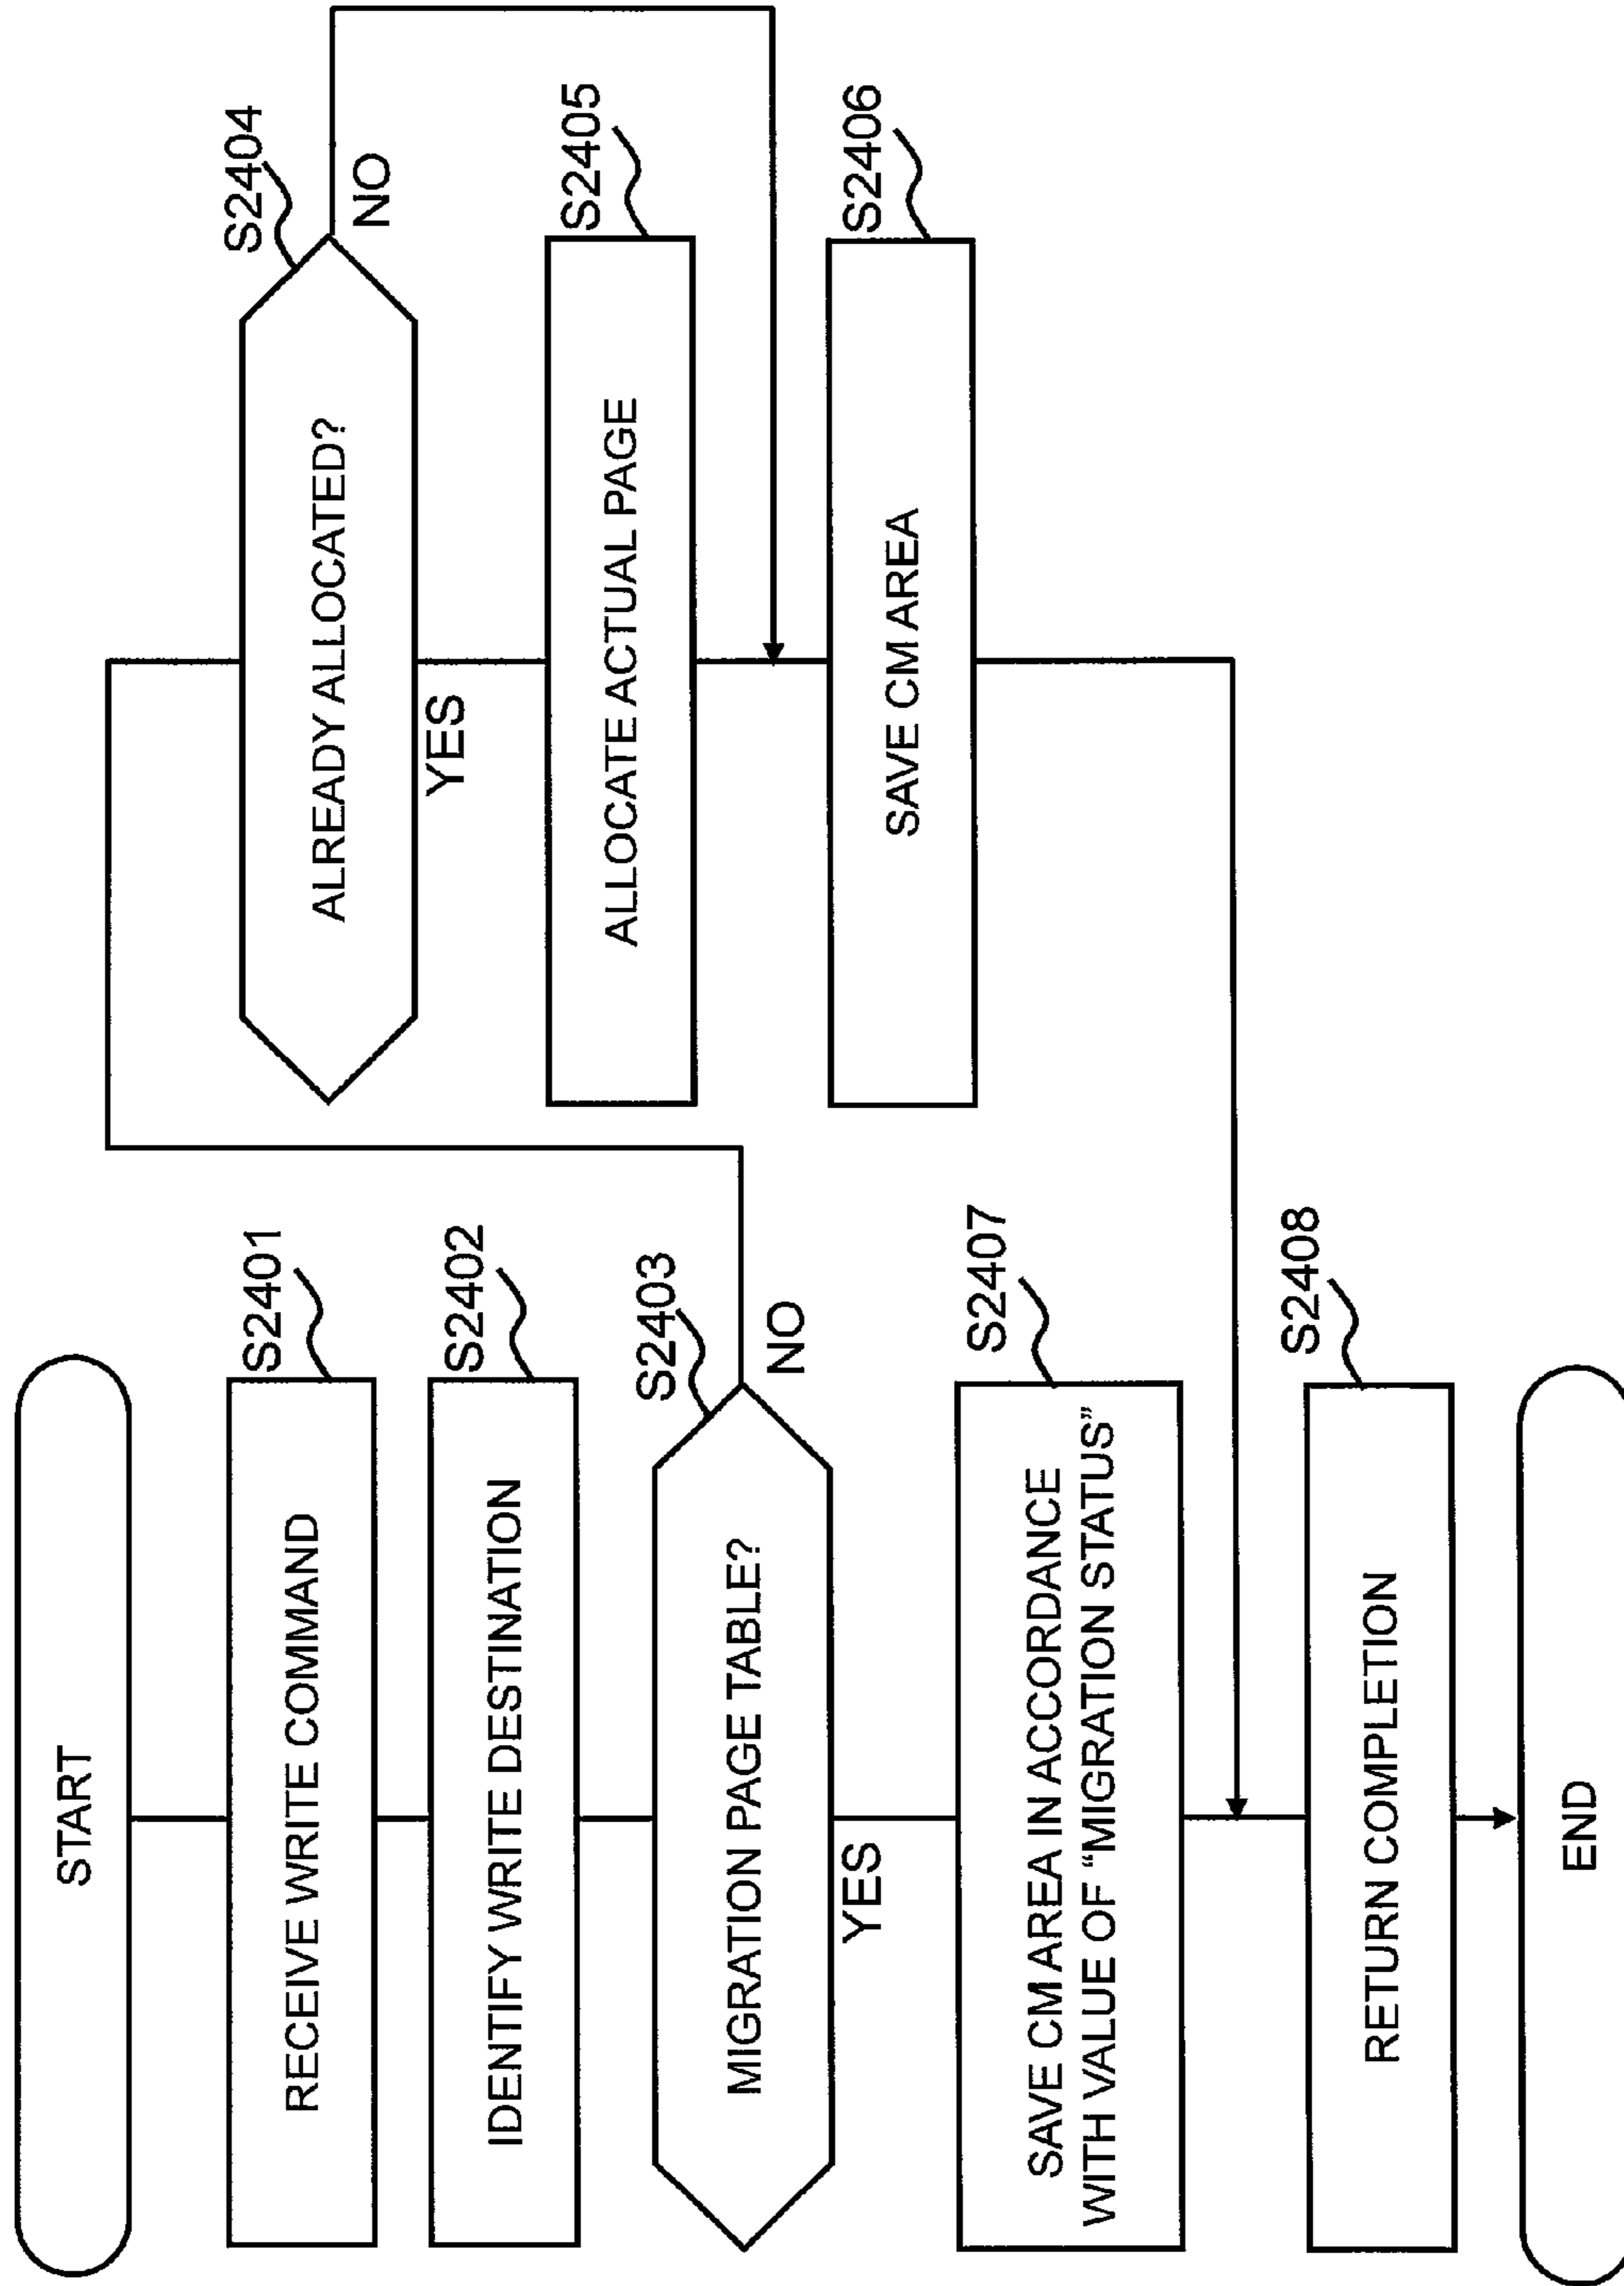 START
S2401
RECEIVE WRITE COMMAND
S2402
IDENTIFY WRITE DESTINATION
S2403
MIGRATION PAGE TABLE?
NO
YES
S2404
ALREADY ALLOCATED?
NO
YES
S2405
ALLOCATE ACTUAL PAGE
S2406
SAVE CM AREA
S2407
SAVE CM AREA IN ACCORDANCE
WITH VALUE OF “MIGRATION STATUS”
S2408
RETURN COMPLETION
END